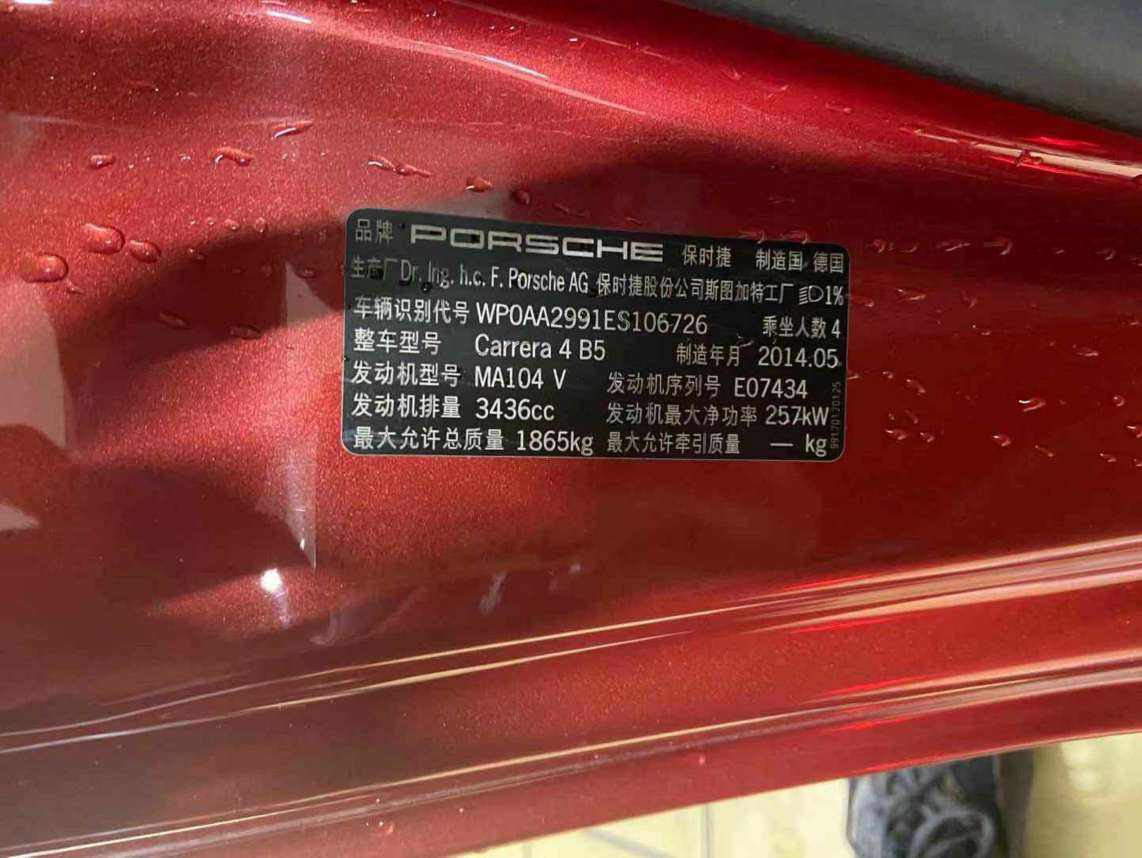 品牌 PORSCHE 保时捷 制造国 德国
生产厂 Dr. Ing. h.c. F. Porsche AG 保时捷股份公司斯图加特工厂 1%
车辆识别代号 WP0AA2991ES106726 乘坐人数 4
整车型号 Carrera 4 B5 制造年月 2014.05
发动机型号 MA104 V 发动机序列号 E07434
发动机排量 3436cc 发动机最大净功率 257kW
最大允许总质量 1865kg 最大允许牵引质量 — kg